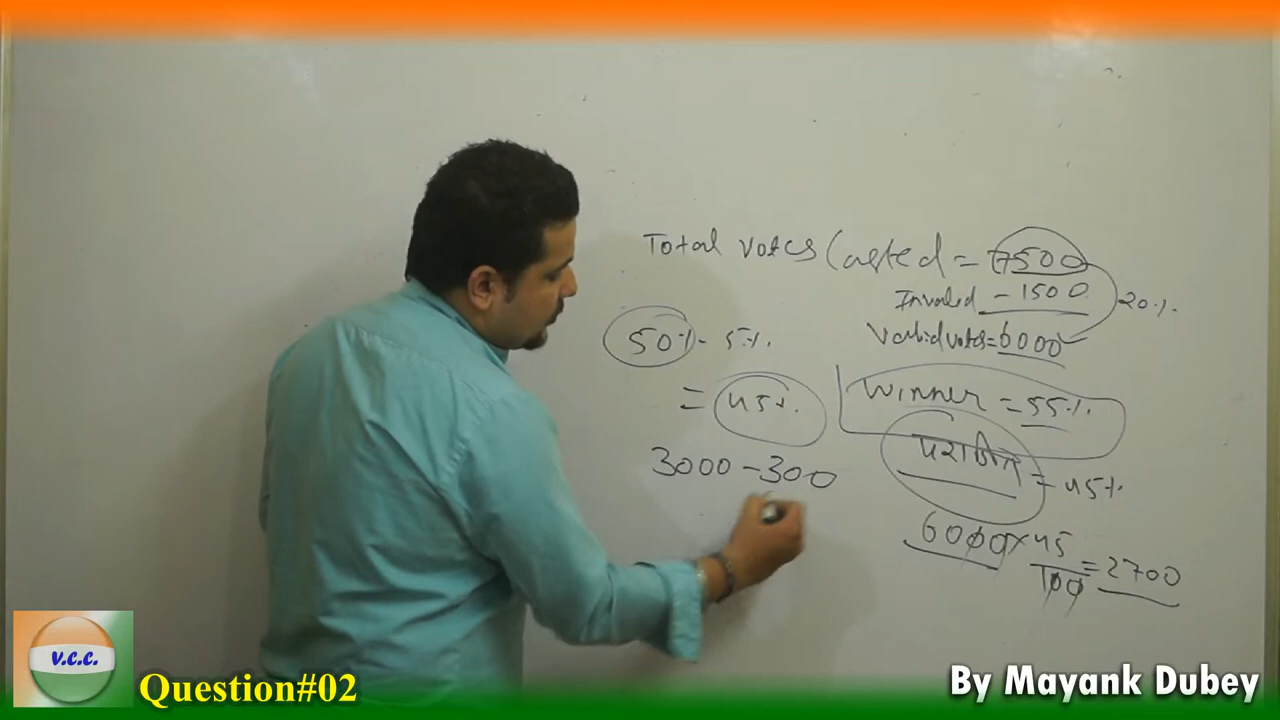 Total votes Casted = 7500
Invalied - 1500
20%
Valid votes = 6000
50% - 5%
= 45%
Winner = 55%
पराजित = 45%
3000 - 300
6000 x 45
100
= 2700
V.C.C.
Question#02
By Mayank Dubey